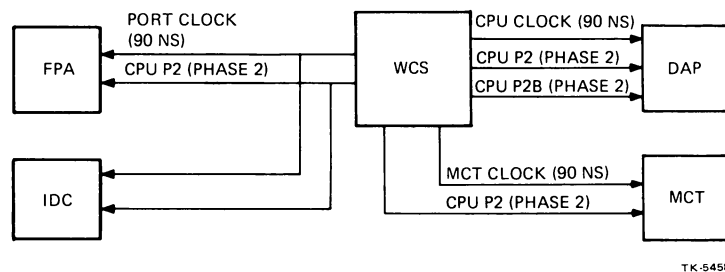 PORT CLOCK
(90 NS)
FPA
CPU P2 (PHASE 2)
WCS
CPU CLOCK (90 NS)
CPU P2 (PHASE 2)
CPU P2B (PHASE 2)
DAP
IDC
MCT CLOCK (90 NS)
CPU P2 (PHASE 2)
MCT